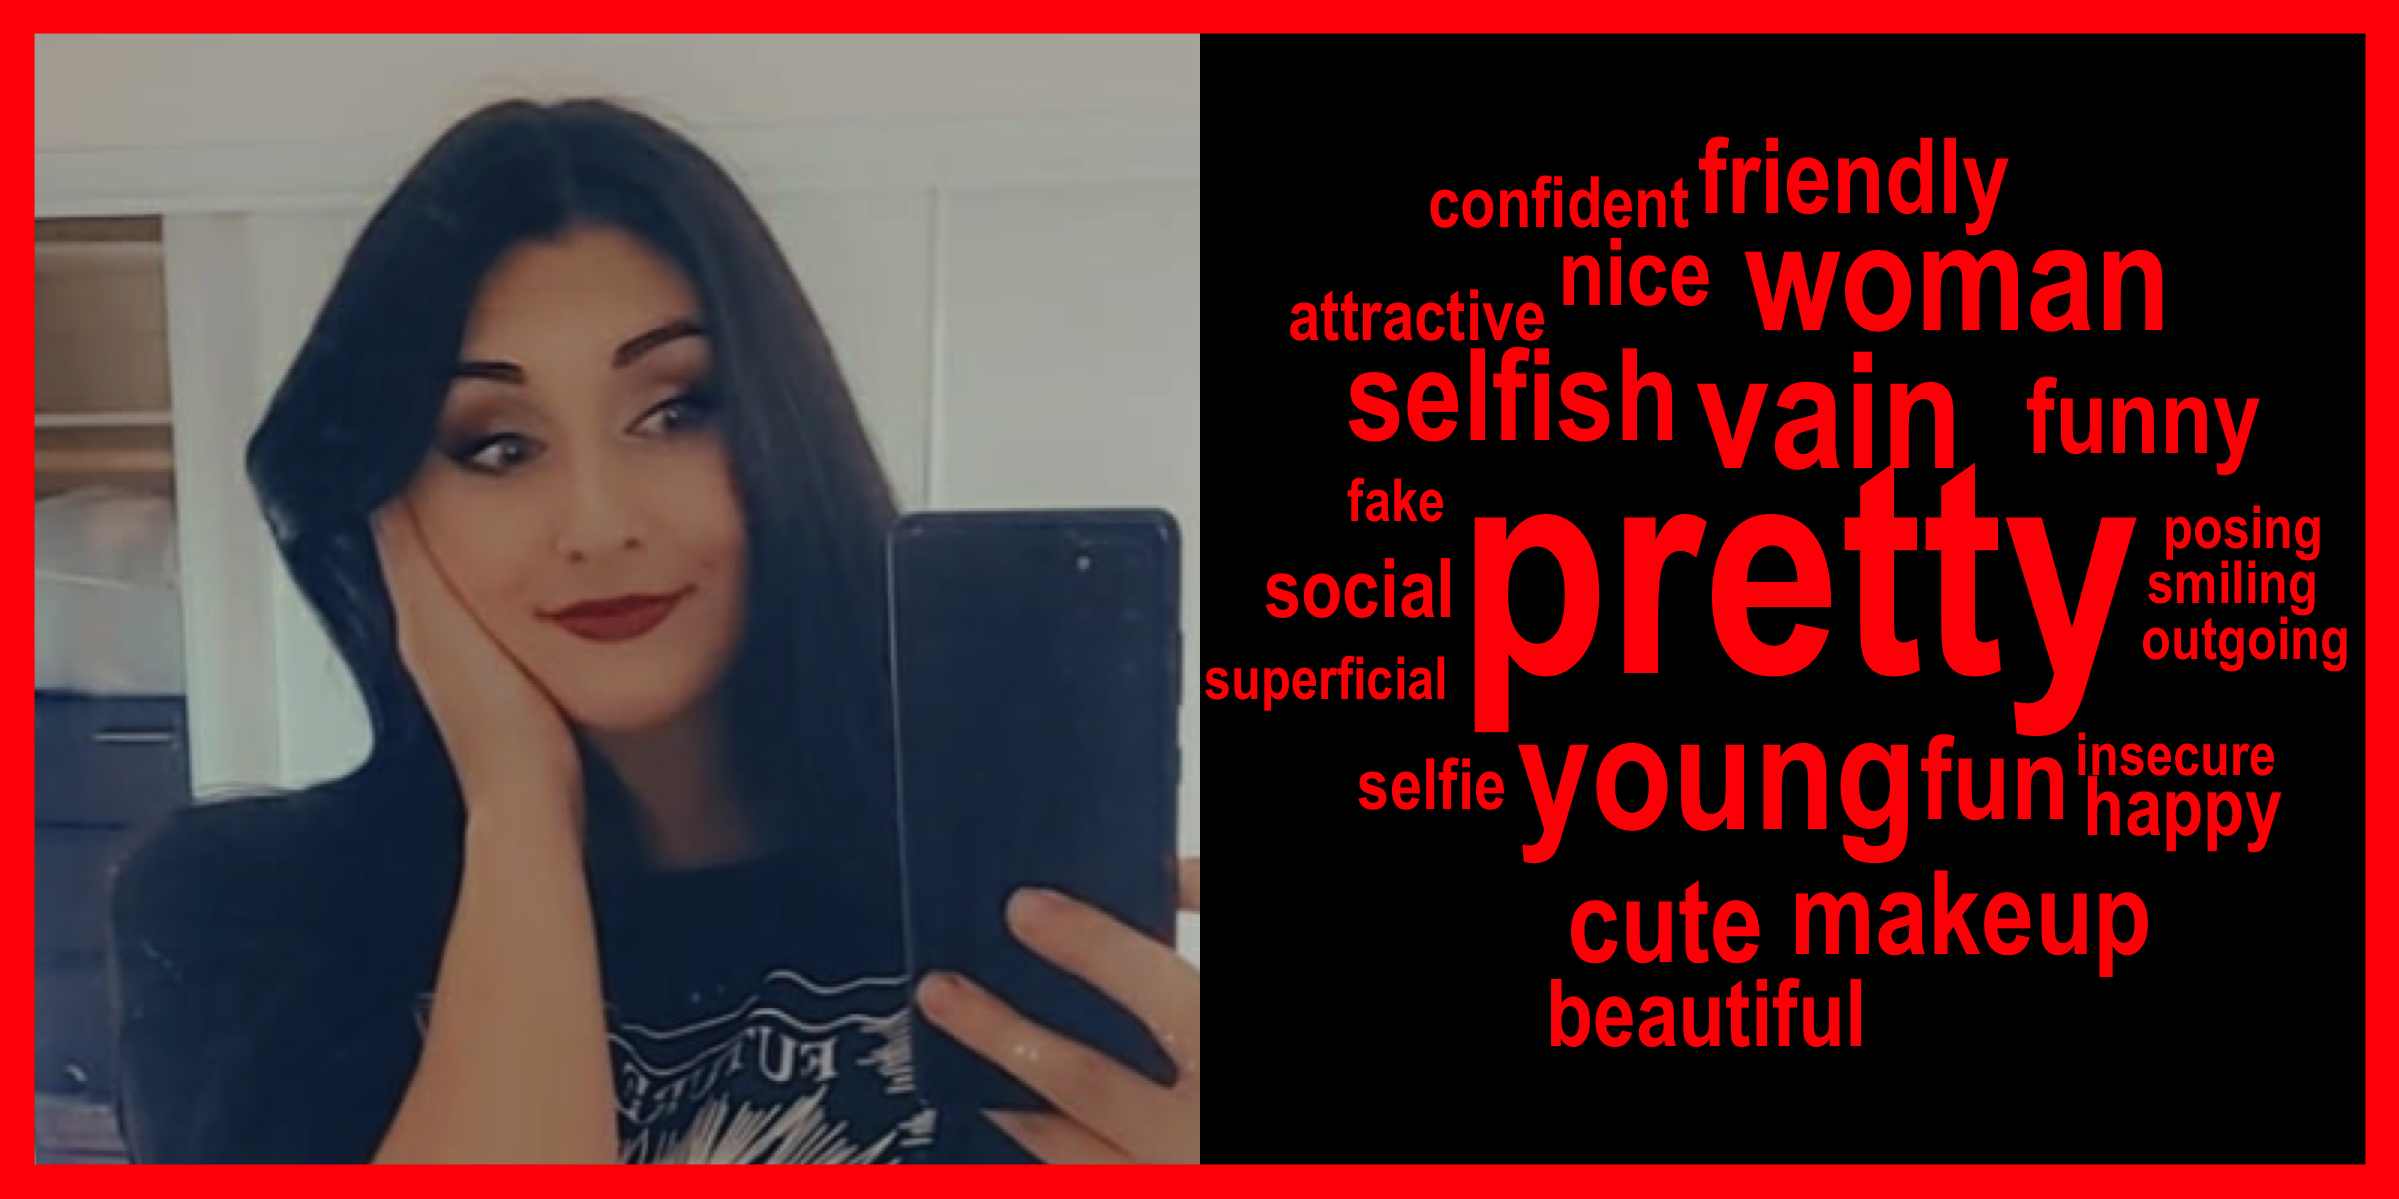 friendly
confident
nice woman
attractive
selfish vain funny
fake
pretty
posing
social
smiling
outgoing
superficial
insecure
selfie young fun
happy
cute makeup
beautiful